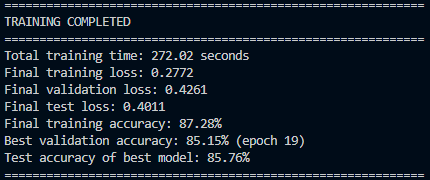 ============================================================
TRAINING COMPLETED
============================================================
Total training time: 272.02 seconds
Final training loss: 0.2772
Final validation loss: 0.4261
Final test loss: 0.4011
Final training accuracy: 87.28%
Best validation accuracy: 85.15% (epoch 19)
Test accuracy of best model: 85.76%
============================================================